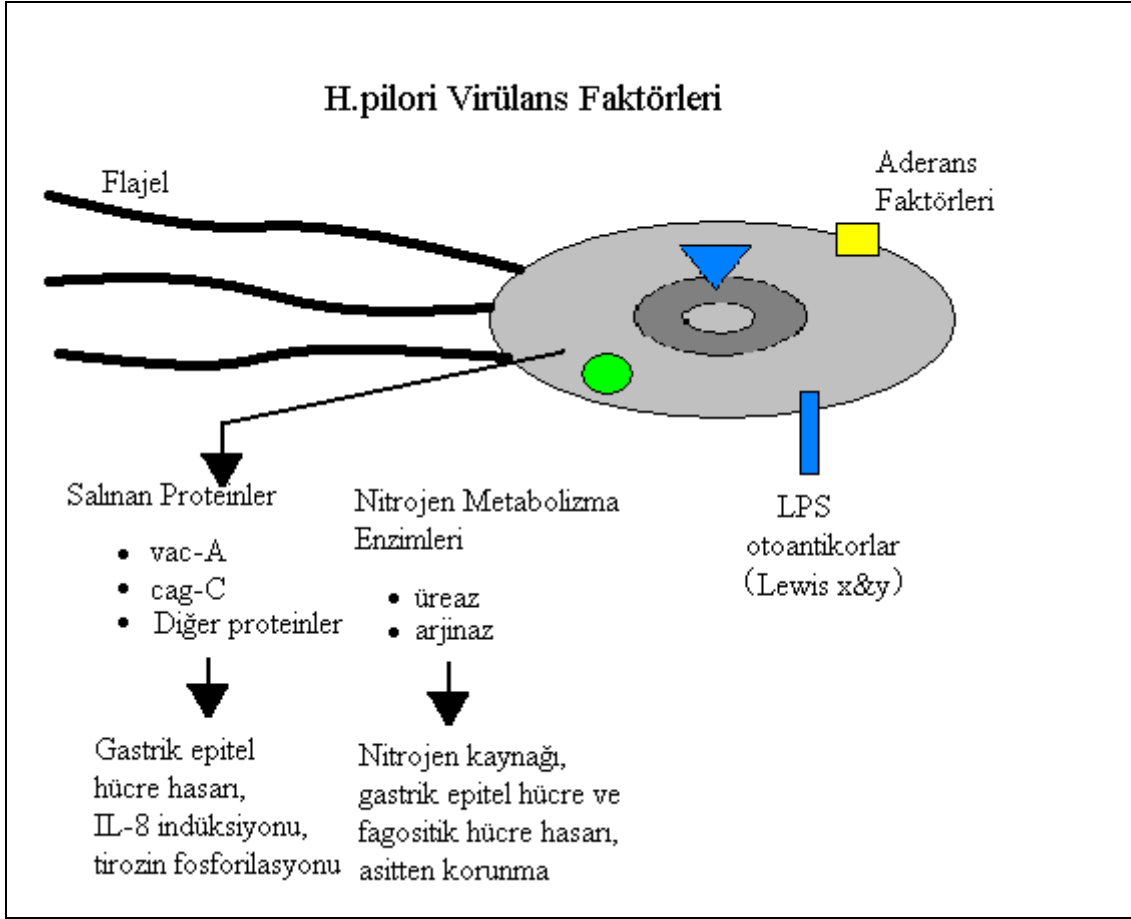 H.pilori Virülans Faktörleri
Flajel
Aderans
Faktörleri
Salınan Proteinler
• vac-A
• cag-C
• Diğer proteinler
Nitrojen Metabolizma
Enzimleri
• üreaz
• arjinaz
LPS
otoantikorlar
(Lewis x&y)
Gastrik epitel
hücre hasarı,
IL-8 indüksiyonu,
tirozin fosforilasyonu
Nitrojen kaynağı,
gastrik epitel hücre ve
fagositik hücre hasarı,
asitten korunma